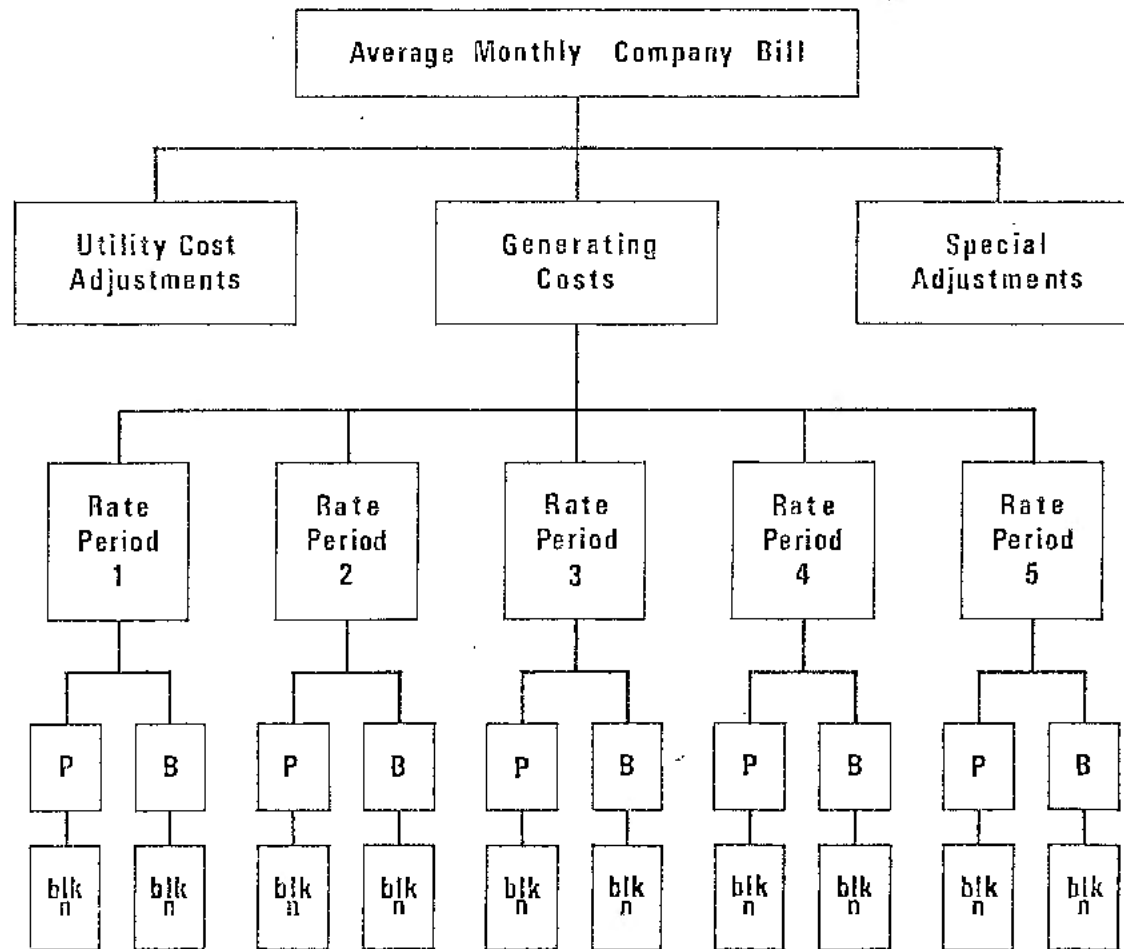 Average Monthly Company Bill
Utility Cost
Adjustments
Generating
Costs
Special
Adjustments
Rate
Period
1
Rate
Period
2
Rate
Period
3
Rate
Period
4
Rate
Period
5
P
B
P
B
P
B
P
B
P
B
blk
n
blk
n
blk
n
blk
n
blk
n
blk
n
blk
n
blk
n
blk
n
blk
n